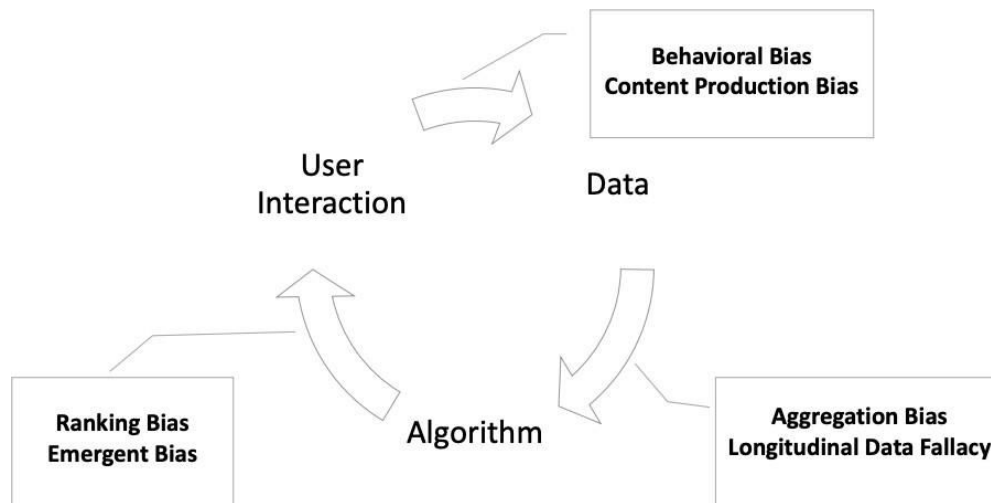 Behavioral Bias
Content Production Bias
User
Interaction
Data
Ranking Bias
Emergent Bias
Algorithm
Aggregation Bias
Longitudinal Data Fallacy